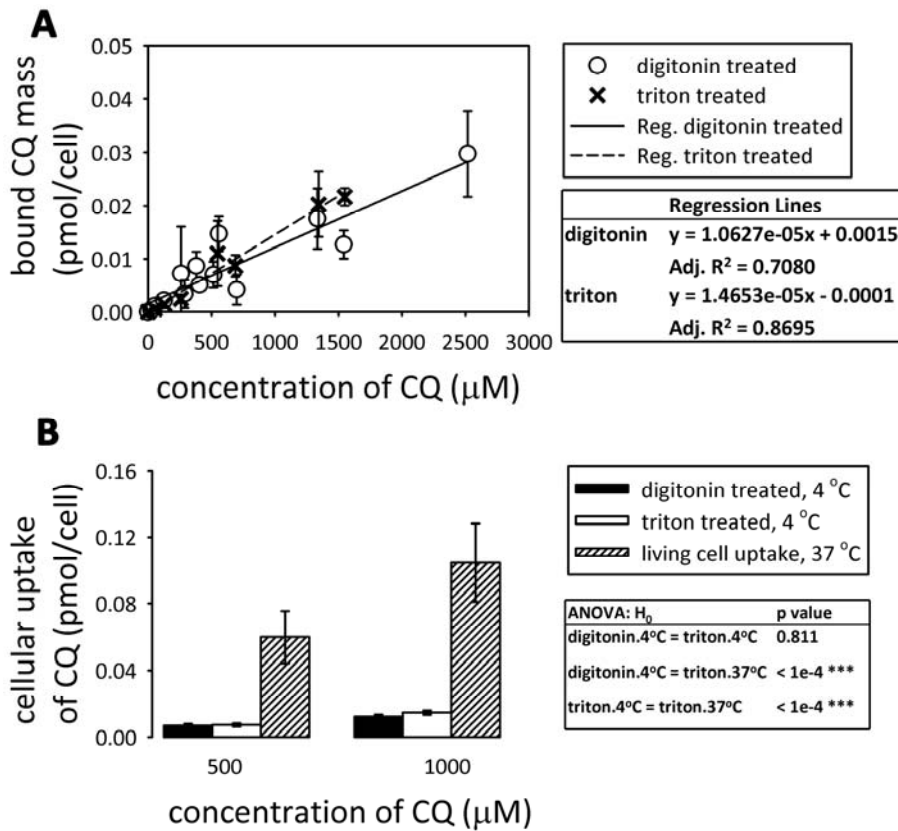 A
bound CQ mass
(pmol/cell)
0.05
0.04
0.03
0.02
0.01
0.00
0 500 1000 1500 2000 2500 3000
concentration of CQ (μM)
digitonin treated
triton treated
Reg. digitonin treated
Reg. triton treated
Regression Lines
digitonin y = 1.0627e-05x + 0.0015
Adj. R² = 0.7080
triton y = 1.4653e-05x - 0.0001
Adj. R² = 0.8695
B
cellular uptake
of CQ (pmol/cell)
0.16
0.12
0.08
0.04
0.00
500 1000
concentration of CQ (μM)
digitonin treated, 4 °C
triton treated, 4 °C
living cell uptake, 37 °C
ANOVA: H₀ p value
digitonin.4°C = triton.4°C 0.811
digitonin.4°C = triton.37°C < 1e-4 ***
triton.4°C = triton.37°C < 1e-4 ***